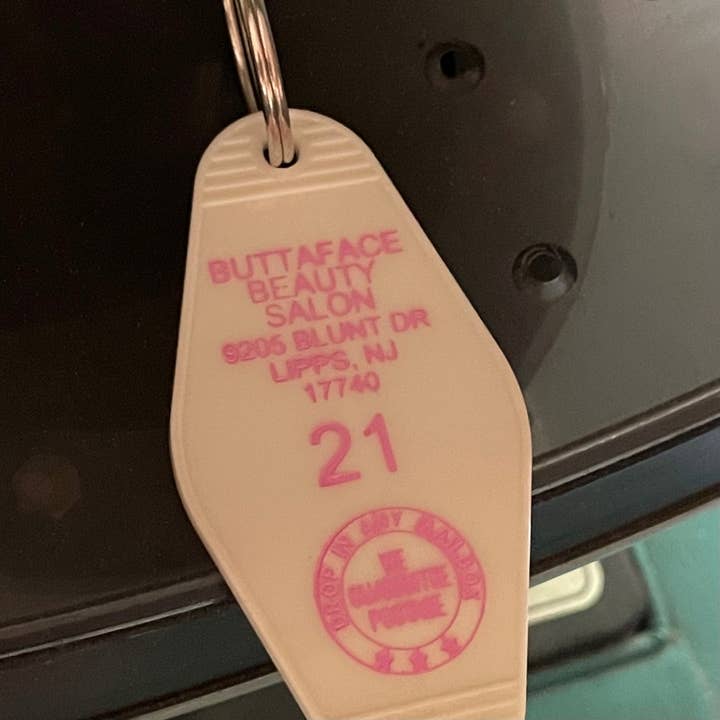 BUTTAFACE
BEAUTY
SALON
9205 BLUNT DR
LIPPS, NJ
17740
21
DROP IN ANY MAILBOX
WE
GUARANTEE
POSTAGE